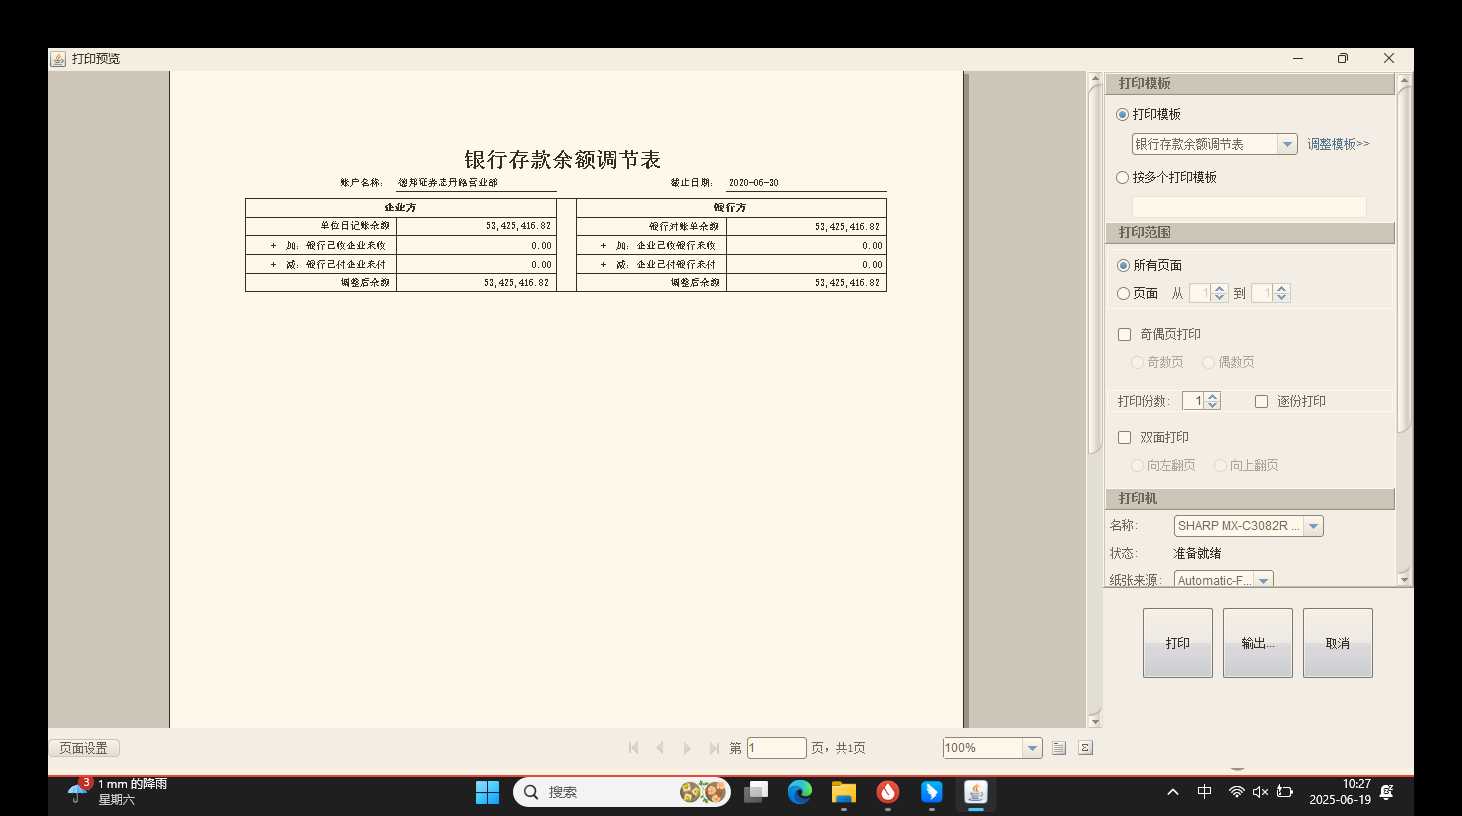 打印预览
银行存款余额调节表
账户名称: 德邦证券志丹路营业部 截止日期: 2020-06-30
企业方 银行方
单位日记账余额 53,425,416.82 银行对账单余额 53,425,416.82
+ 加: 银行已收企业未收 0.00 + 加: 企业已收银行未收 0.00
+ 减: 银行已付企业未付 0.00 + 减: 企业已付银行未付 0.00
调整后余额 53,425,416.82 调整后余额 53,425,416.82
打印模板
打印模板
银行存款余额调节表 调整模板>>
按多个打印模板
打印范围
所有页面
页面 从 1 到 1
奇偶页打印
奇数页 偶数页
打印份数: 1 逐份打印
双面打印
向左翻页 向上翻页
打印机
名称: SHARP MX-C3082R ...
状态: 准备就绪
纸张来源: Automatic-F...
打印 输出... 取消
页面设置 第 1 页，共1页 100% Σ
3 1 mm 的降雨
星期六
搜索
中
10:27
2025-06-19